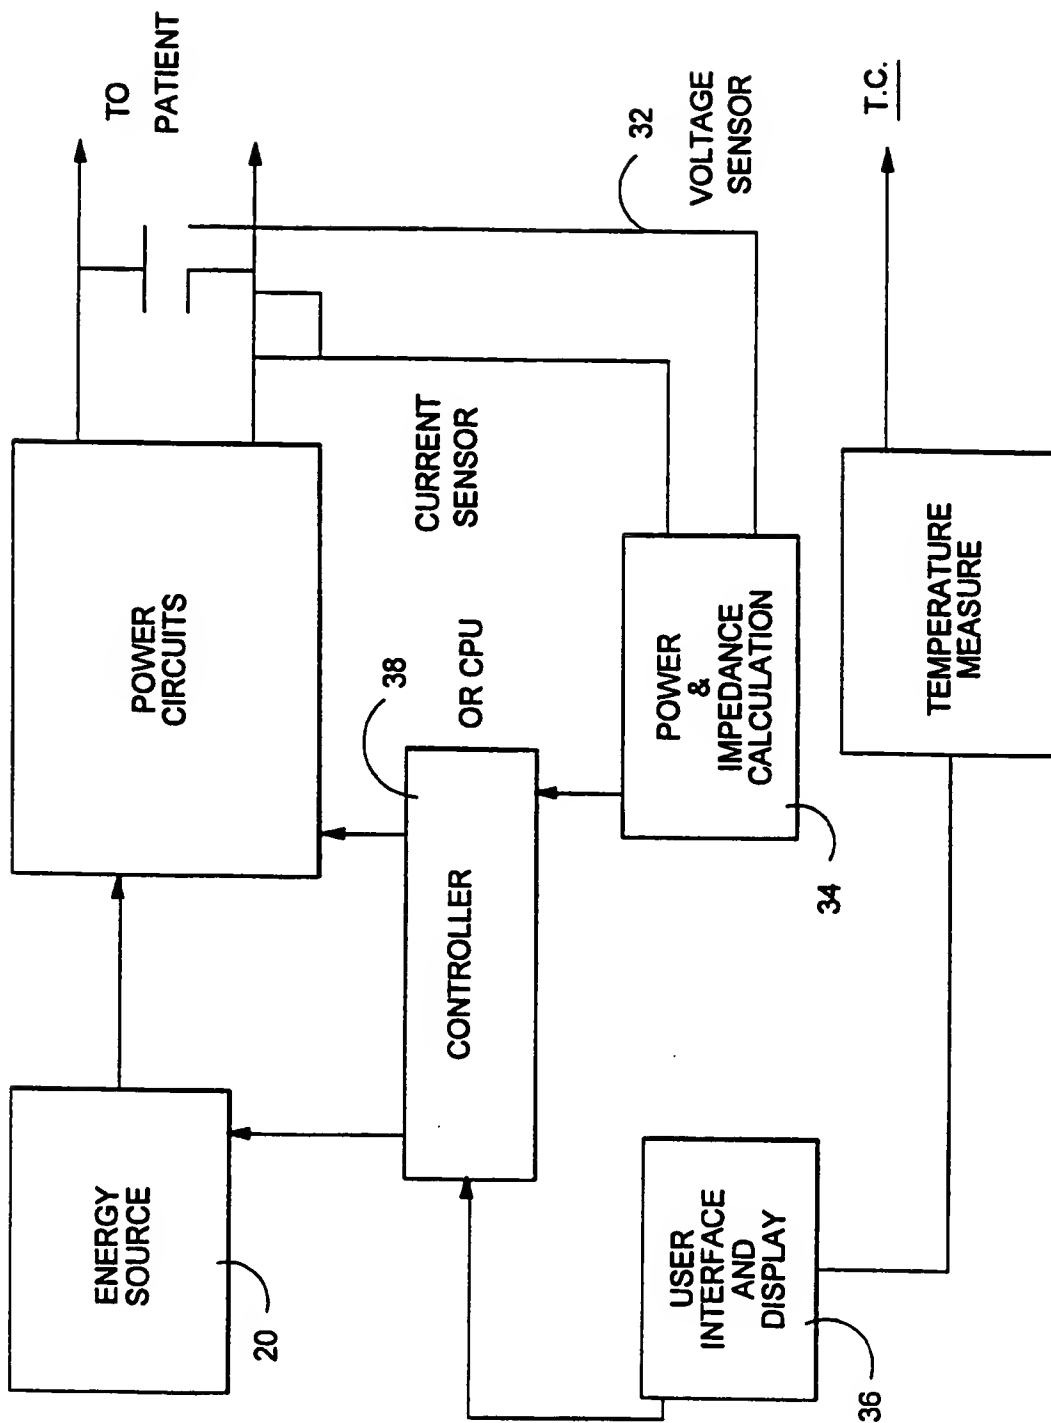 ENERGY
SOURCE
20
POWER
CIRCUITS
TO
PATIENT
CONTROLLER
38
OR CPU
CURRENT
SENSOR
32
VOLTAGE
SENSOR
USER
INTERFACE
AND
DISPLAY
36
POWER
&
IMPEDANCE
CALCULATION
34
TEMPERATURE
MEASURE
T.C.